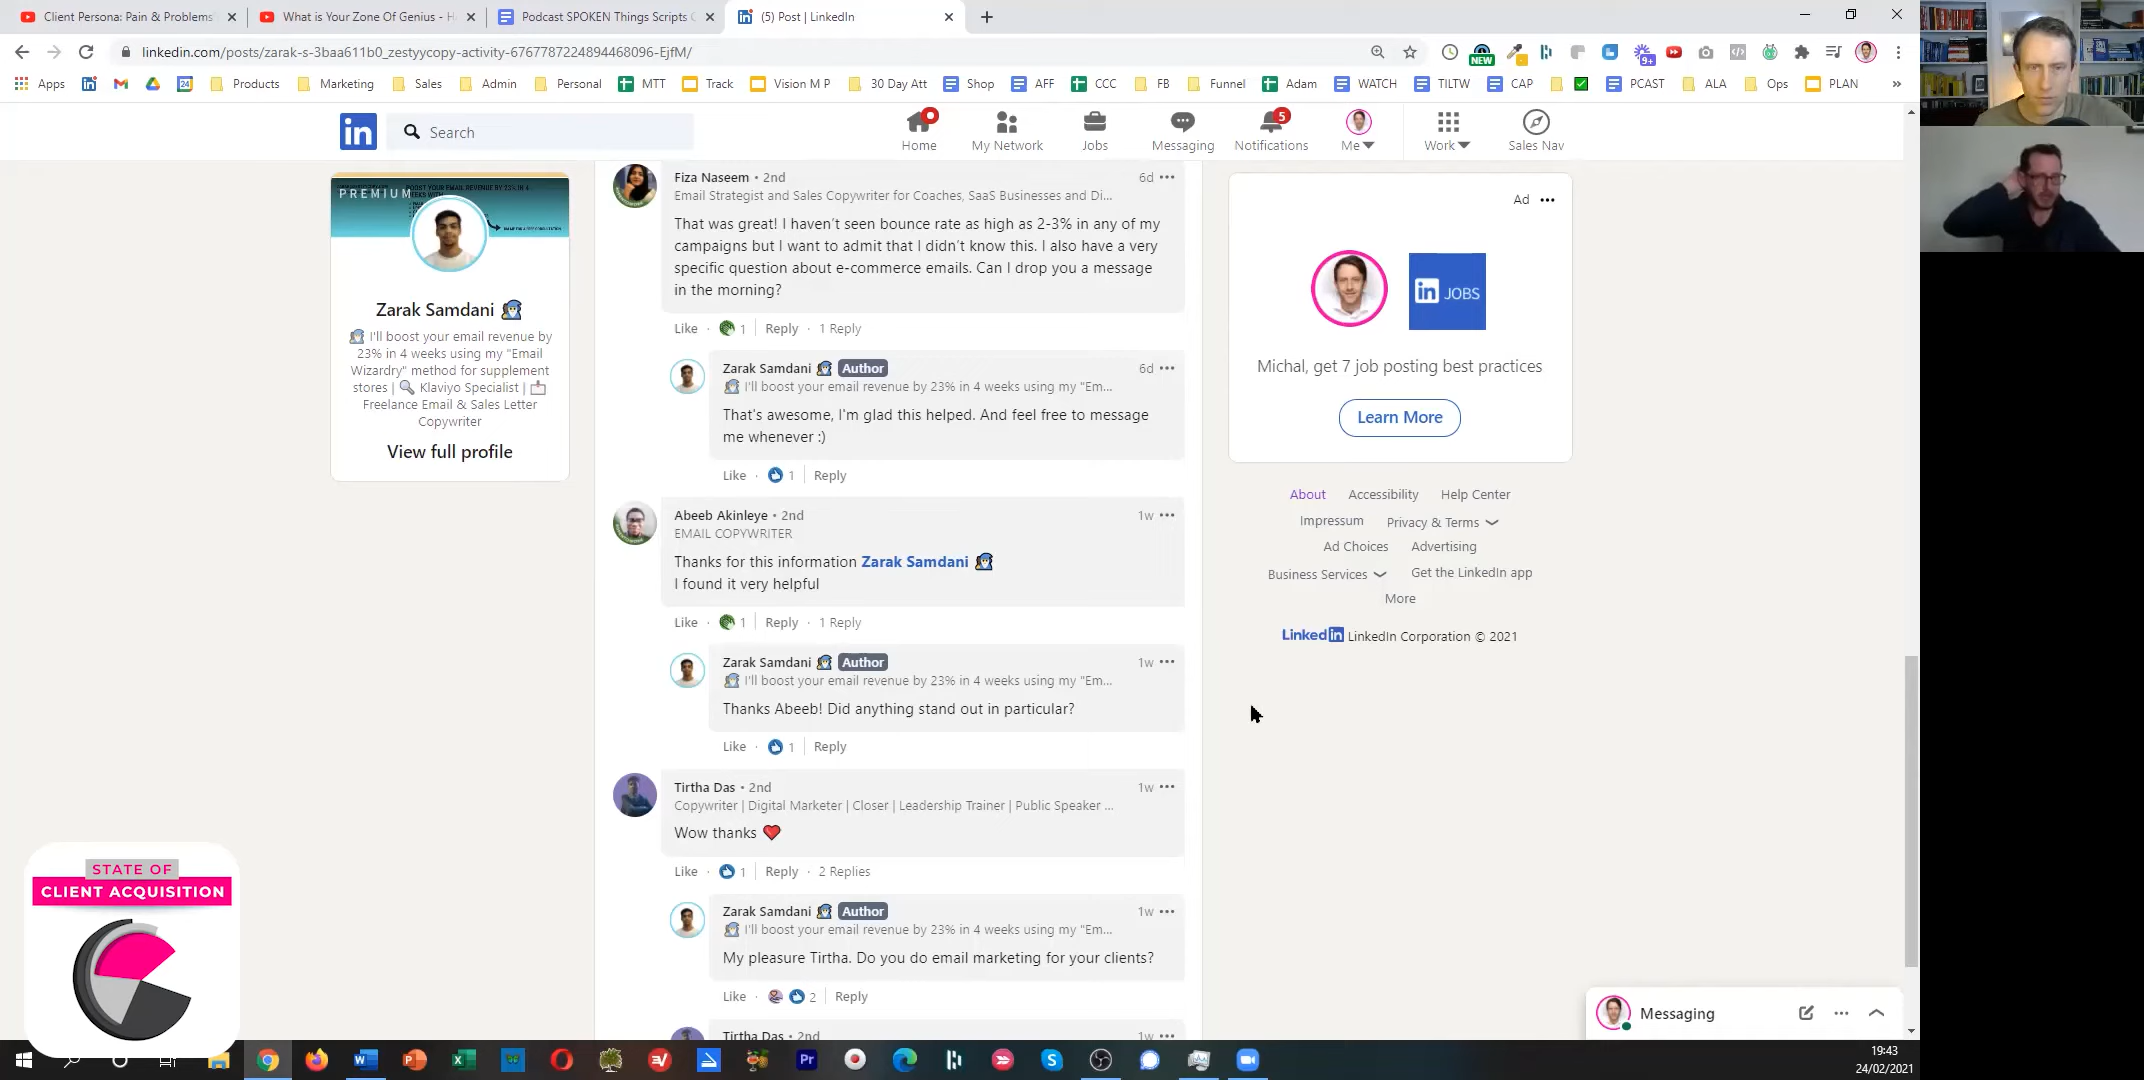 Client Persona: Pain & Problems
What is Your Zone Of Genius - H
Podcast SPOKEN Things Scripts
(5) Post | LinkedIn
linkedin.com/posts/zarak-s-3baa611b0_zestyycopy-activity-6767787224894468096-EjfM/
NEW
9+
Apps
24
Products
Marketing
Sales
Admin
Personal
MTT
Track
Vision M P
30 Day Att
Shop
AFF
CCC
FB
Funnel
Adam
WATCH
TILTW
CAP
PCAST
ALA
Ops
PLAN
in
Search
Home
My Network
Jobs
Messaging
5
Notifications
Me
Work
Sales Nav
PREMIUM
BOOST YOUR EMAIL REVENUE BY 23% IN 4
Zarak Samdani
I'll boost your email revenue by
23% in 4 weeks using my "Email
Wizardry" method for supplement
stores | Klaviyo Specialist |
Freelance Email & Sales Letter
Copywriter
View full profile
Fiza Naseem • 2nd
6d
Email Strategist and Sales Copywriter for Coaches, SaaS Businesses and Di...
That was great! I haven't seen bounce rate as high as 2-3% in any of my
campaigns but I want to admit that I didn't know this. I also have a very
specific question about e-commerce emails. Can I drop you a message
in the morning?
Like · 1 | Reply · 1 Reply
Zarak Samdani Author
6d
I'll boost your email revenue by 23% in 4 weeks using my "Em...
That's awesome, I'm glad this helped. And feel free to message
me whenever :)
Like · 1 | Reply
Abeeb Akinleye • 2nd
1w
EMAIL COPYWRITER
Thanks for this information Zarak Samdani
I found it very helpful
Like · 1 | Reply · 1 Reply
Zarak Samdani Author
1w
I'll boost your email revenue by 23% in 4 weeks using my "Em...
Thanks Abeeb! Did anything stand out in particular?
Like · 1 | Reply
Tirtha Das • 2nd
1w
Copywriter | Digital Marketer | Closer | Leadership Trainer | Public Speaker ...
Wow thanks ❤
Like · 1 | Reply · 2 Replies
Zarak Samdani Author
1w
I'll boost your email revenue by 23% in 4 weeks using my "Em...
My pleasure Tirtha. Do you do email marketing for your clients?
Like · 2 | Reply
Tirtha Das • 2nd
1w
Ad
in JOBS
Michal, get 7 job posting best practices
Learn More
About Accessibility Help Center
Impressum Privacy & Terms
Ad Choices Advertising
Business Services Get the LinkedIn app
More
LinkedIn LinkedIn Corporation © 2021
Messaging
STATE OF
CLIENT ACQUISITION
Pr
19:43
24/02/2021